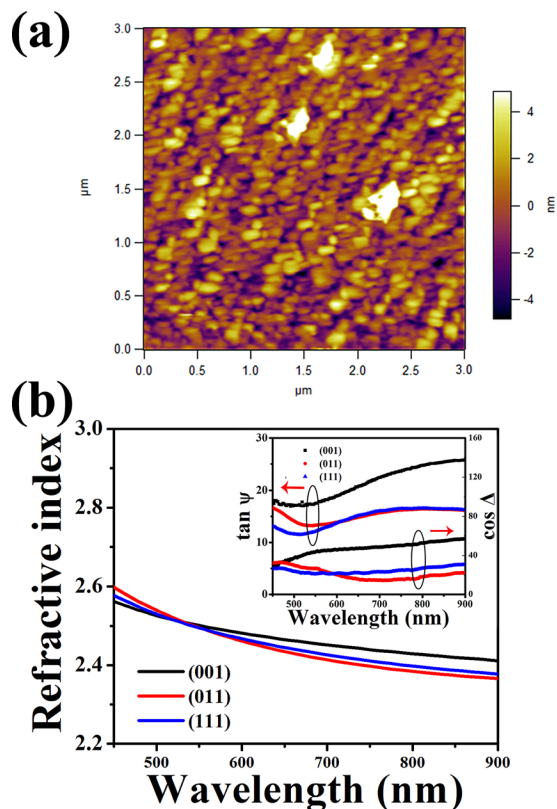 (a)
3.0
2.5
2.0
1.5
1.0
0.5
0.0
µm
0.0 0.5 1.0 1.5 2.0 2.5 3.0
µm
4
2
0
-2
-4
nm
(b)
3.0
2.8
2.6
2.4
2.2
Refractive index
500 600 700 800 900
Wavelength (nm)
(001)
(011)
(111)
30
20
10
0
tan ψ
160
120
80
40
0
cos ∇
500 600 700 800 900
Wavelength (nm)
(001)
(011)
(111)